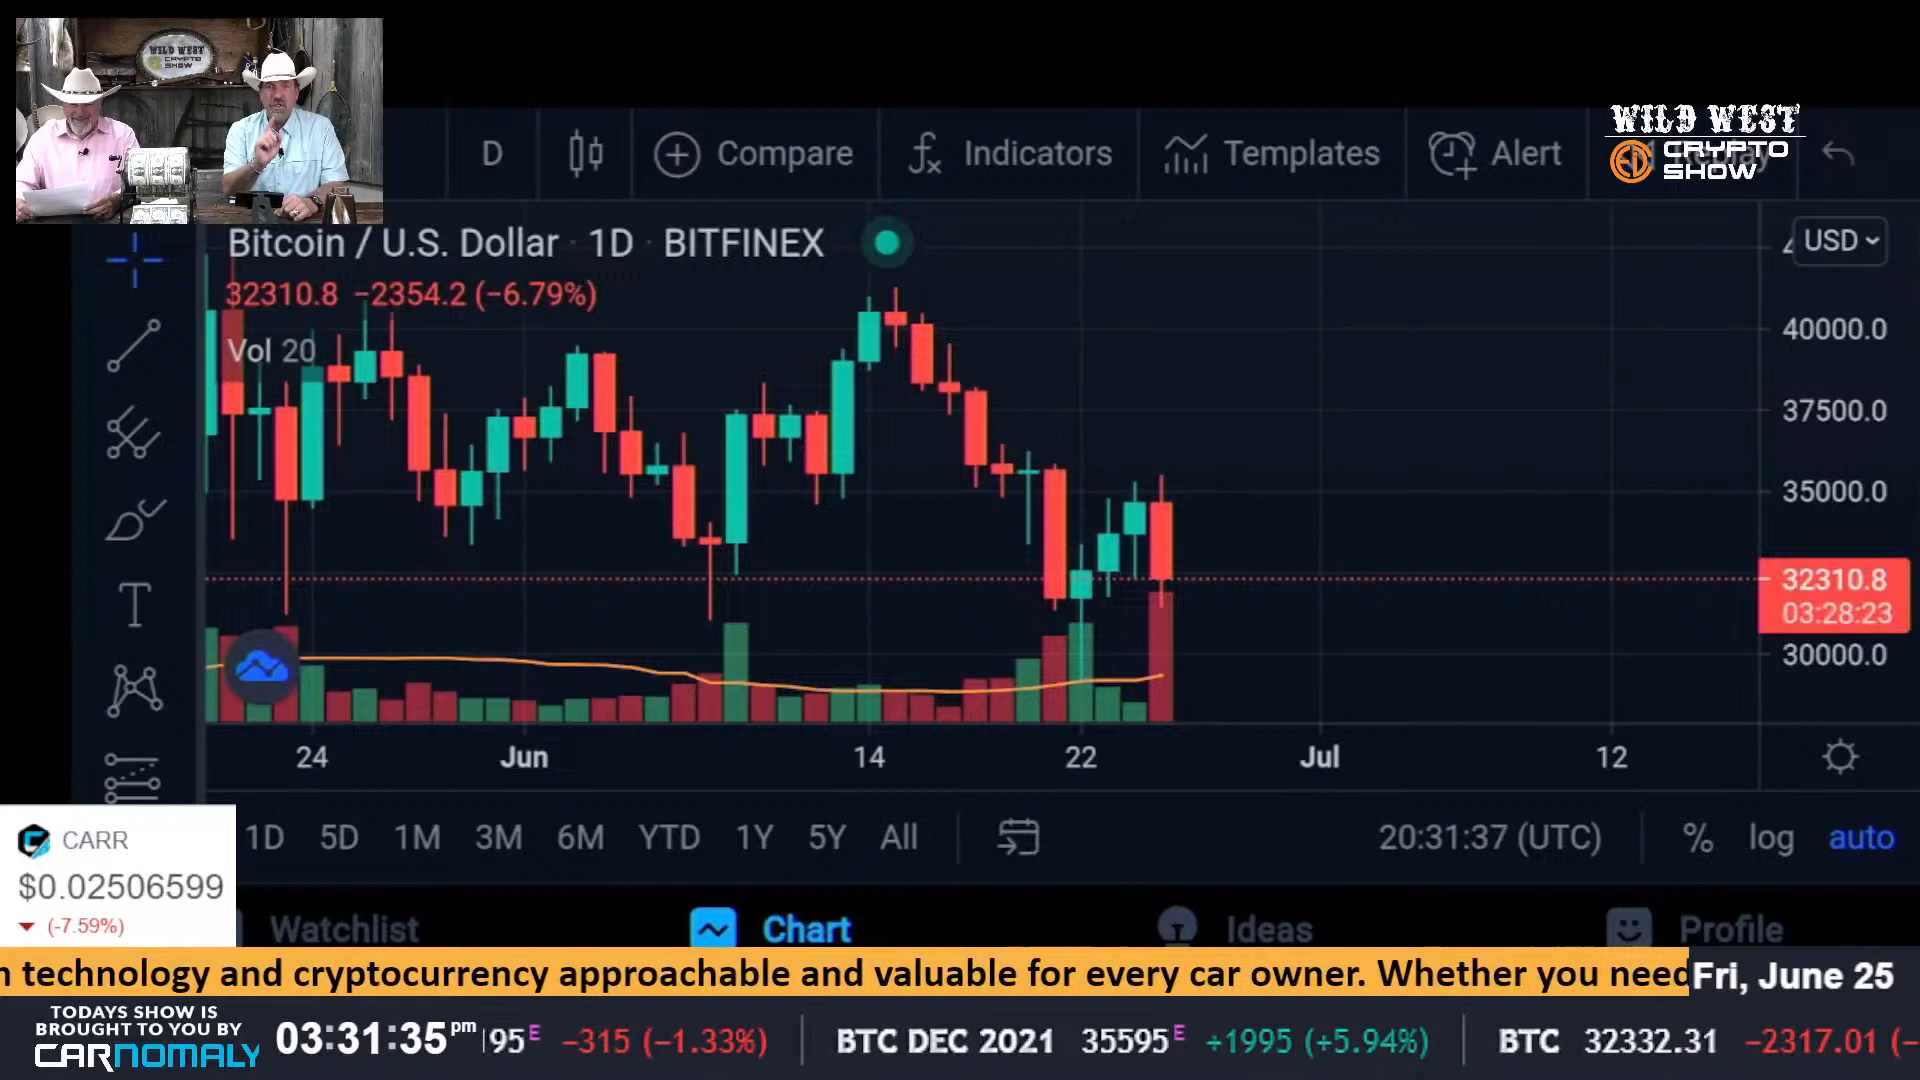 WILD WEST
CRYPTO
SHOW
D
Compare
Indicators
Templates
Alert
WILD WEST
CRYPTO
SHOW
Bitcoin / U.S. Dollar · 1D · BITFINEX
USD
32310.8 −2354.2 (−6.79%)
Vol 20
40000.0
37500.0
35000.0
32310.8
03:28:23
30000.0
24 Jun 14 22 Jul 12
CARR
$0.02506599
(-7.59%)
1D 5D 1M 3M 6M YTD 1Y 5Y All
20:31:37 (UTC) % log auto
Watchlist Chart Ideas Profile
technology and cryptocurrency approachable and valuable for every car owner. Whether you need
Fri, June 25
TODAYS SHOW IS
BROUGHT TO YOU BY
CARNOMALY
03:31:35 pm
195 E −315 (−1.33%)
BTC DEC 2021 35595 E +1995 (+5.94%)
BTC 32332.31 −2317.01 (−